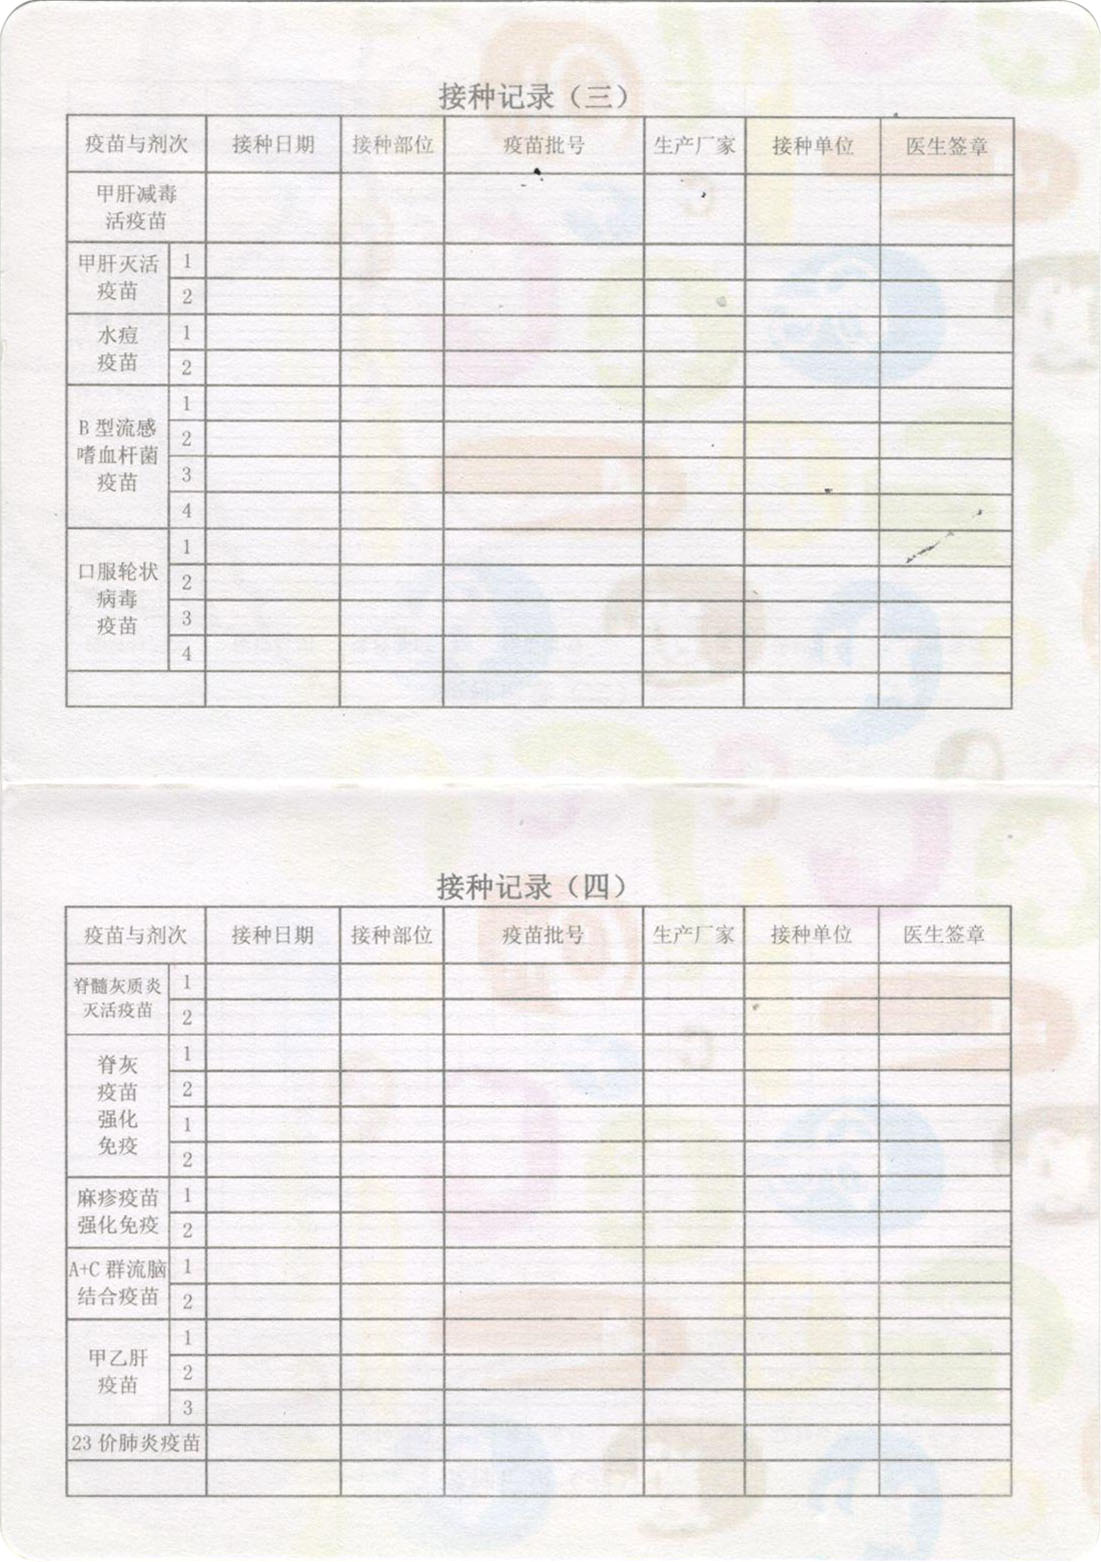 接种记录（三）
疫苗与剂次 接种日期 接种部位 疫苗批号 生产厂家 接种单位 医生签章
甲肝减毒
活疫苗
甲肝灭活
疫苗
1
2
水痘
疫苗
1
2
B型流感
嗜血杆菌
疫苗
1
2
3
4
口服轮状
病毒
疫苗
1
2
3
4
接种记录（四）
疫苗与剂次 接种日期 接种部位 疫苗批号 生产厂家 接种单位 医生签章
脊髓灰质炎
灭活疫苗
1
2
脊灰
疫苗
强化
免疫
1
2
1
2
麻疹疫苗
强化免疫
1
2
A+C群流脑
结合疫苗
1
2
甲乙肝
疫苗
1
2
3
23价肺炎疫苗